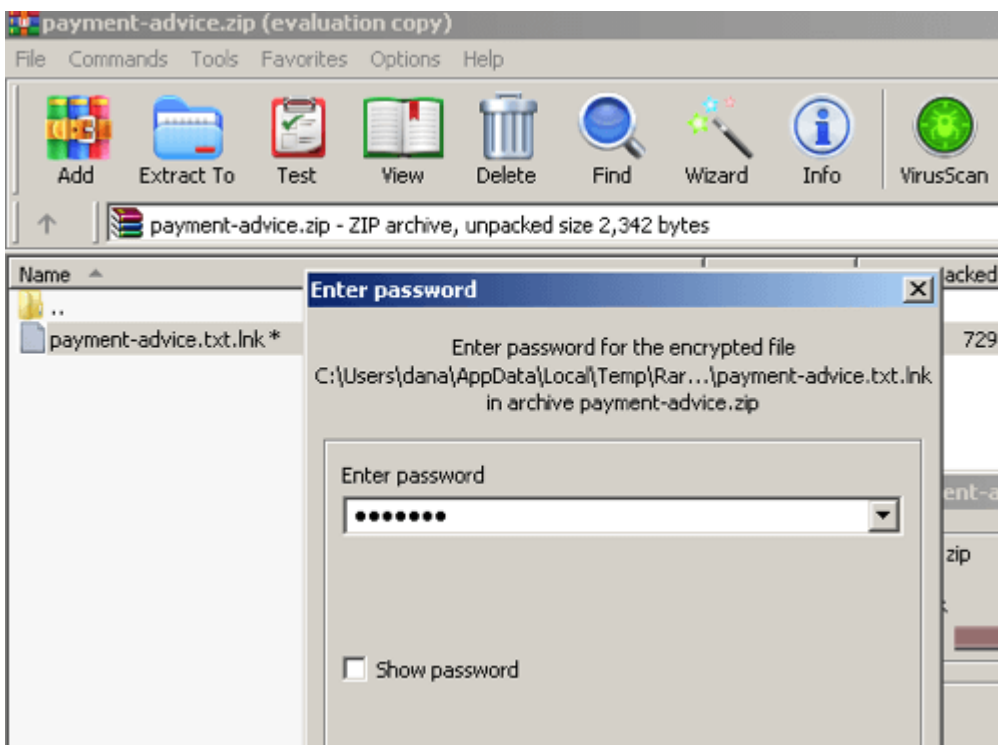 payment-advice.zip (evaluation copy)
File Commands Tools Favorites Options Help
Add Extract To Test View Delete Find Wizard Info VirusScan
payment-advice.zip - ZIP archive, unpacked size 2,342 bytes
Name acked
..
payment-advice.txt.lnk * 729
Enter password
Enter password for the encrypted file
C:\Users\dana\AppData\Local\Temp\Rar...\payment-advice.txt.lnk
in archive payment-advice.zip
Enter password
•••••••
ent-a
zip
Show password